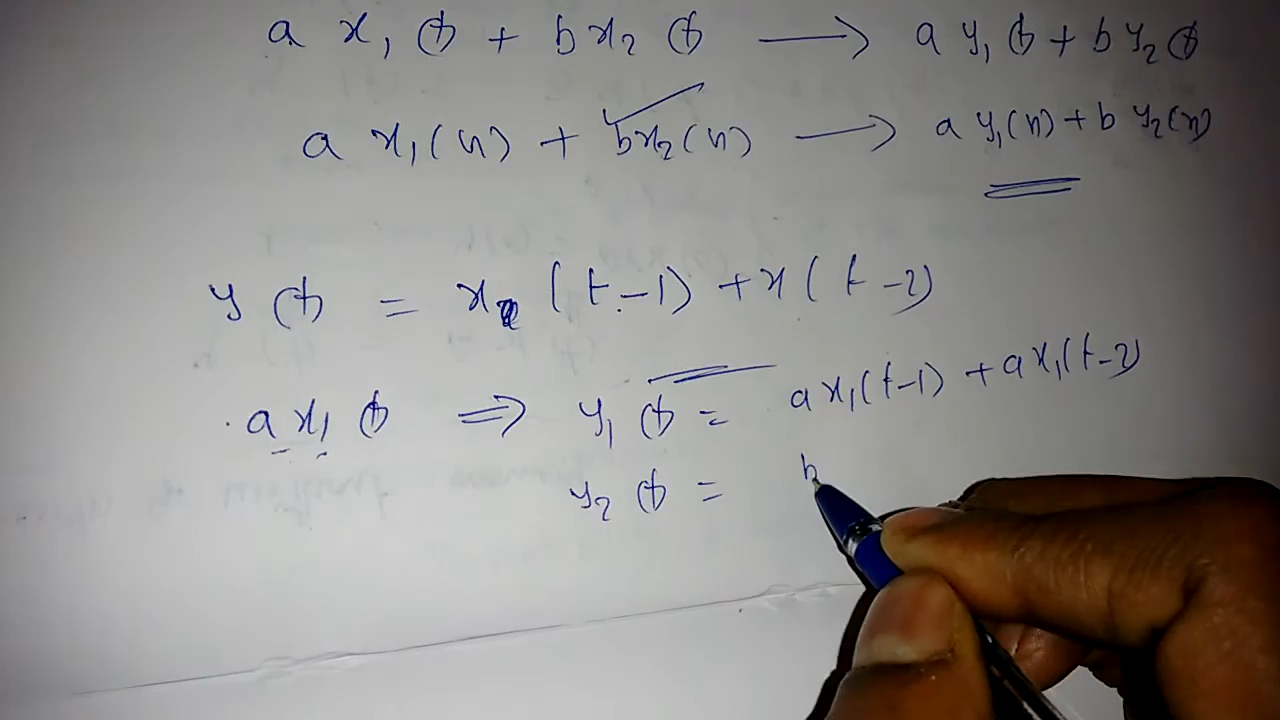 a x₁(t) + b x₂(t) ⟶ a y₁(t) + b y₂(t)
a x₁(n) + b x₂(n) ⟶ a y₁(n) + b y₂(n)
y(t) = x (t-1) + x(t-2)
a x₁(t) ⇒ y₁(t) = a x₁(t-1) + a x₁(t-2)
y₂(t) = b